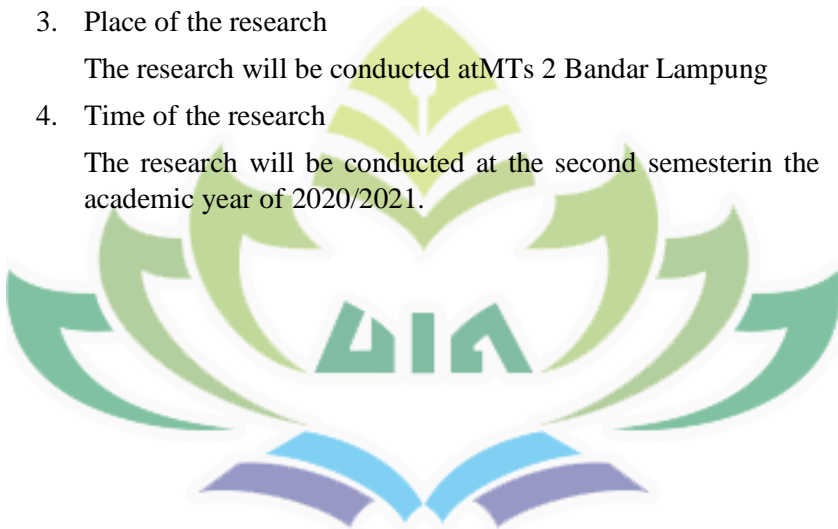 3. Place of the research
The research will be conducted atMTs 2 Bandar Lampung
4. Time of the research
The research will be conducted at the second semesterin the
academic year of 2020/2021.
UIN